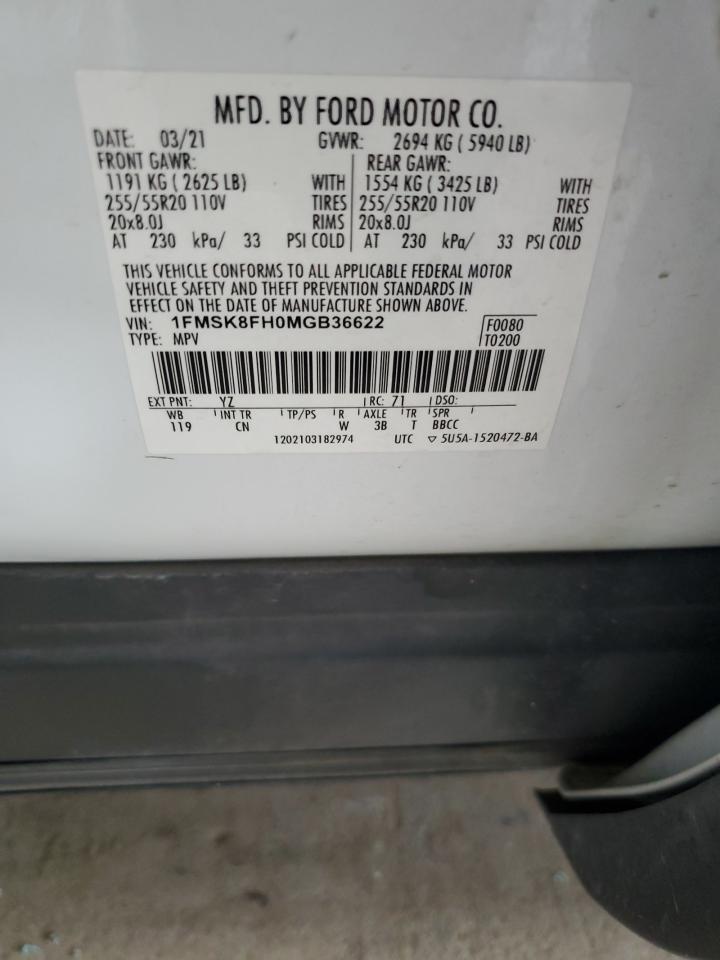 MFD. BY FORD MOTOR CO.
DATE: 03/21 GVWR: 2694 KG ( 5940 LB)
FRONT GAWR: REAR GAWR:
1191 KG ( 2625 LB) WITH 1554 KG ( 3425 LB) WITH
255/55R20 110V TIRES 255/55R20 110V TIRES
20x8.0J RIMS 20x8.0J RIMS
AT 230 kPa/ 33 PSI COLD AT 230 kPa/ 33 PSI COLD
THIS VEHICLE CONFORMS TO ALL APPLICABLE FEDERAL MOTOR
VEHICLE SAFETY AND THEFT PREVENTION STANDARDS IN
EFFECT ON THE DATE OF MANUFACTURE SHOWN ABOVE.
VIN: 1FMSK8FH0MGB36622 F0080
TYPE: MPV T0200
EXT PNT: YZ RC: 71 DSO:
WB INT TR TP/PS R AXLE TR SPR
119 CN W 3B T BBCC
1202103182974 UTC ▽ 5U5A-1520472-BA